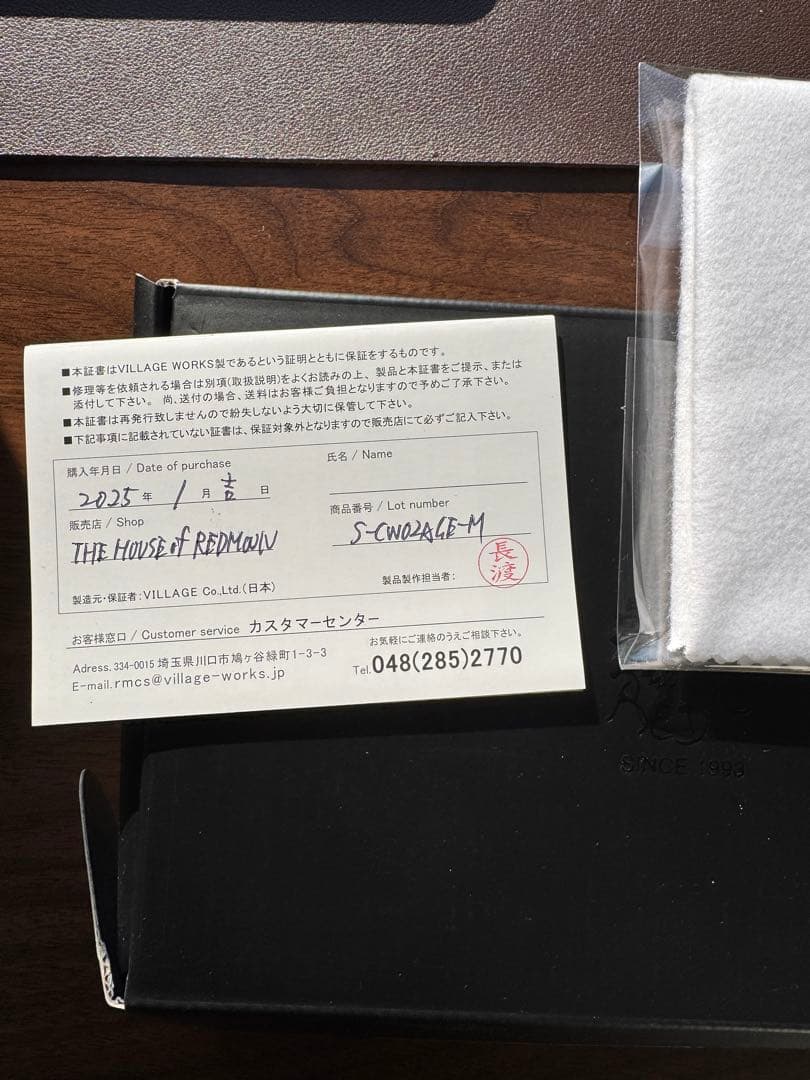 ■本証書はVILLAGE WORKS製であるという証明とともに保証をするものです。
■修理等を依頼される場合は別項(取扱説明)をよくお読みの上、製品と本証書をご提示、または
添付して下さい。 尚、送付の場合、送料はお客様ご負担となりますので予めご了承下さい。
■本証書は再発行致しませんので紛失しないよう大切に保管して下さい。
■下記事項に記載されていない証書は、保証対象外となりますので販売店にて必ずご記入下さい。
購入年月日 / Date of purchase
2025 年 1 月 吉 日
氏名 / Name
販売店 / Shop
THE HOUSE of REDMOON
商品番号 / Lot number
S-CW02AGE-M
製造元・保証者:VILLAGE Co.,Ltd.(日本)
製品製作担当者:
長渡
お客様窓口 / Customer service カスタマーセンター
Adress. 334-0015 埼玉県川口市鳩ヶ谷緑町1-3-3
E-mail. rmcs@village-works.jp
お気軽にご連絡のうえご相談下さい。
Tel. 048(285)2770
SINCE 1993